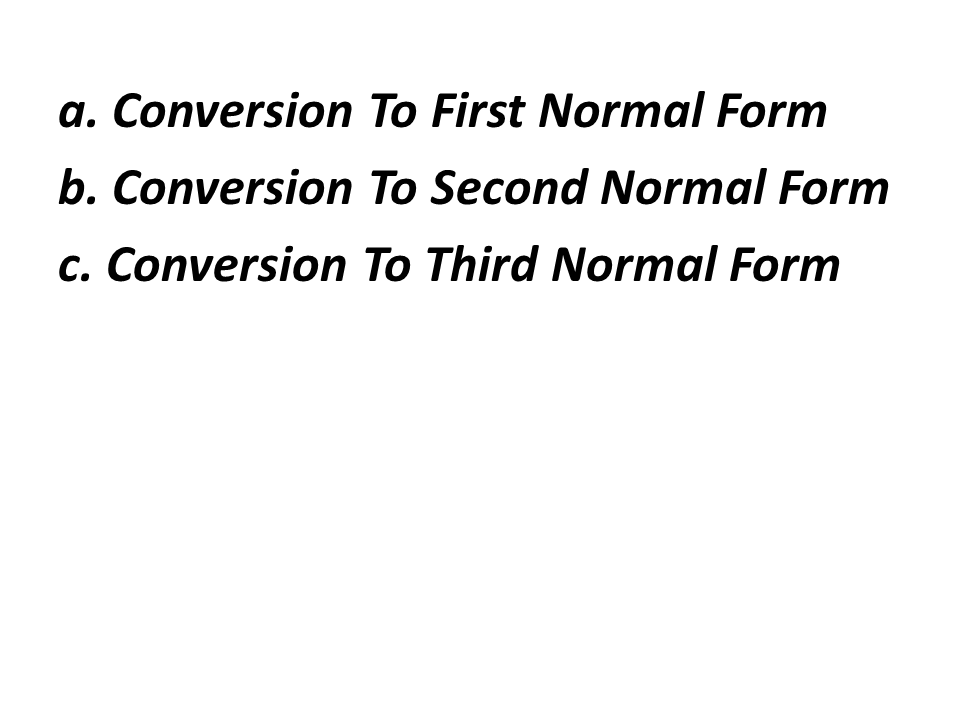 a. Conversion To First Normal Form
b. Conversion To Second Normal Form
c. Conversion To Third Normal Form